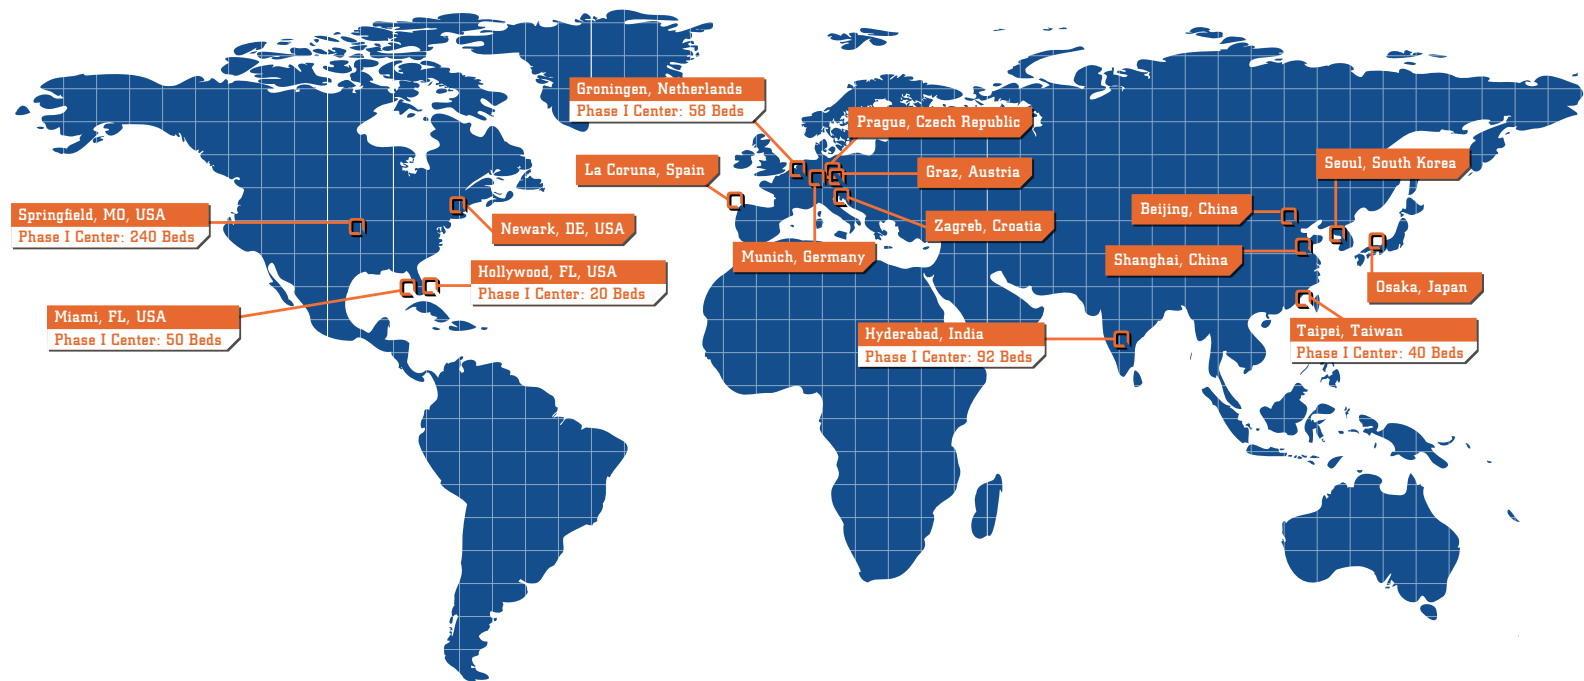 Groningen, Netherlands
Phase I Center: 58 Beds
Prague, Czech Republic
La Coruna, Spain
Graz, Austria
Seoul, South Korea
Springfield, MO, USA
Phase I Center: 240 Beds
Newark, DE, USA
Zagreb, Croatia
Beijing, China
Munich, Germany
Shanghai, China
Hollywood, FL, USA
Phase I Center: 20 Beds
Osaka, Japan
Miami, FL, USA
Phase I Center: 50 Beds
Hyderabad, India
Phase I Center: 92 Beds
Taipei, Taiwan
Phase I Center: 40 Beds